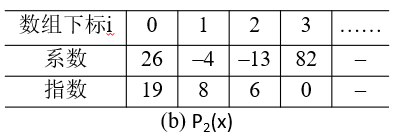 数组下标i 0 1 2 3 ……
系数 26 –4 –13 82 –
指数 19 8 6 0 –
(b) P₂(x)